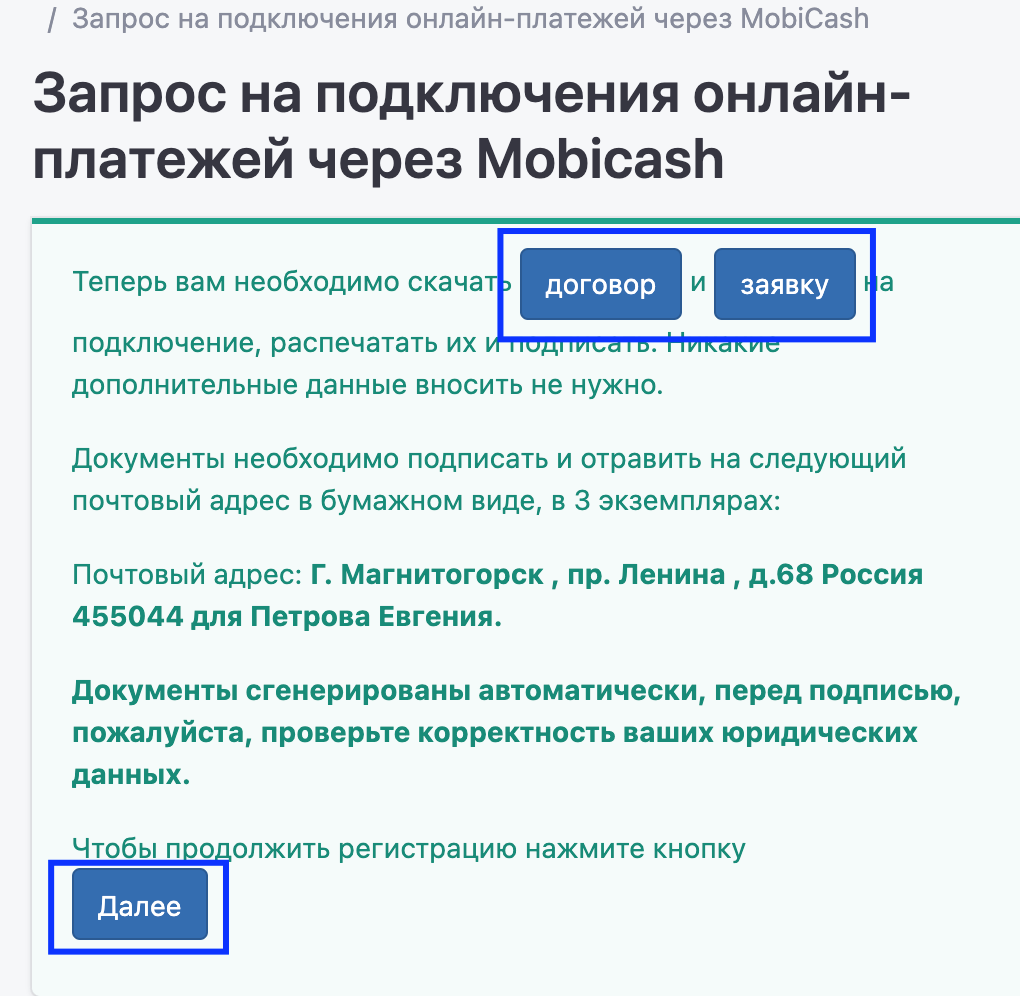 / Запрос на подключения онлайн-платежей через MobiCash
Запрос на подключения онлайн-
платежей через Mobicash
Теперь вам необходимо скачать договор и заявку на
подключение, распечатать их и подписать. Никакие
дополнительные данные вносить не нужно.
Документы необходимо подписать и отравить на следующий
почтовый адрес в бумажном виде, в 3 экземплярах:
Почтовый адрес: Г. Магнитогорск , пр. Ленина , д.68 Россия
455044 для Петрова Евгения.
Документы сгенерированы автоматически, перед подписью,
пожалуйста, проверьте корректность ваших юридических
данных.
Чтобы продолжить регистрацию нажмите кнопку
Далее